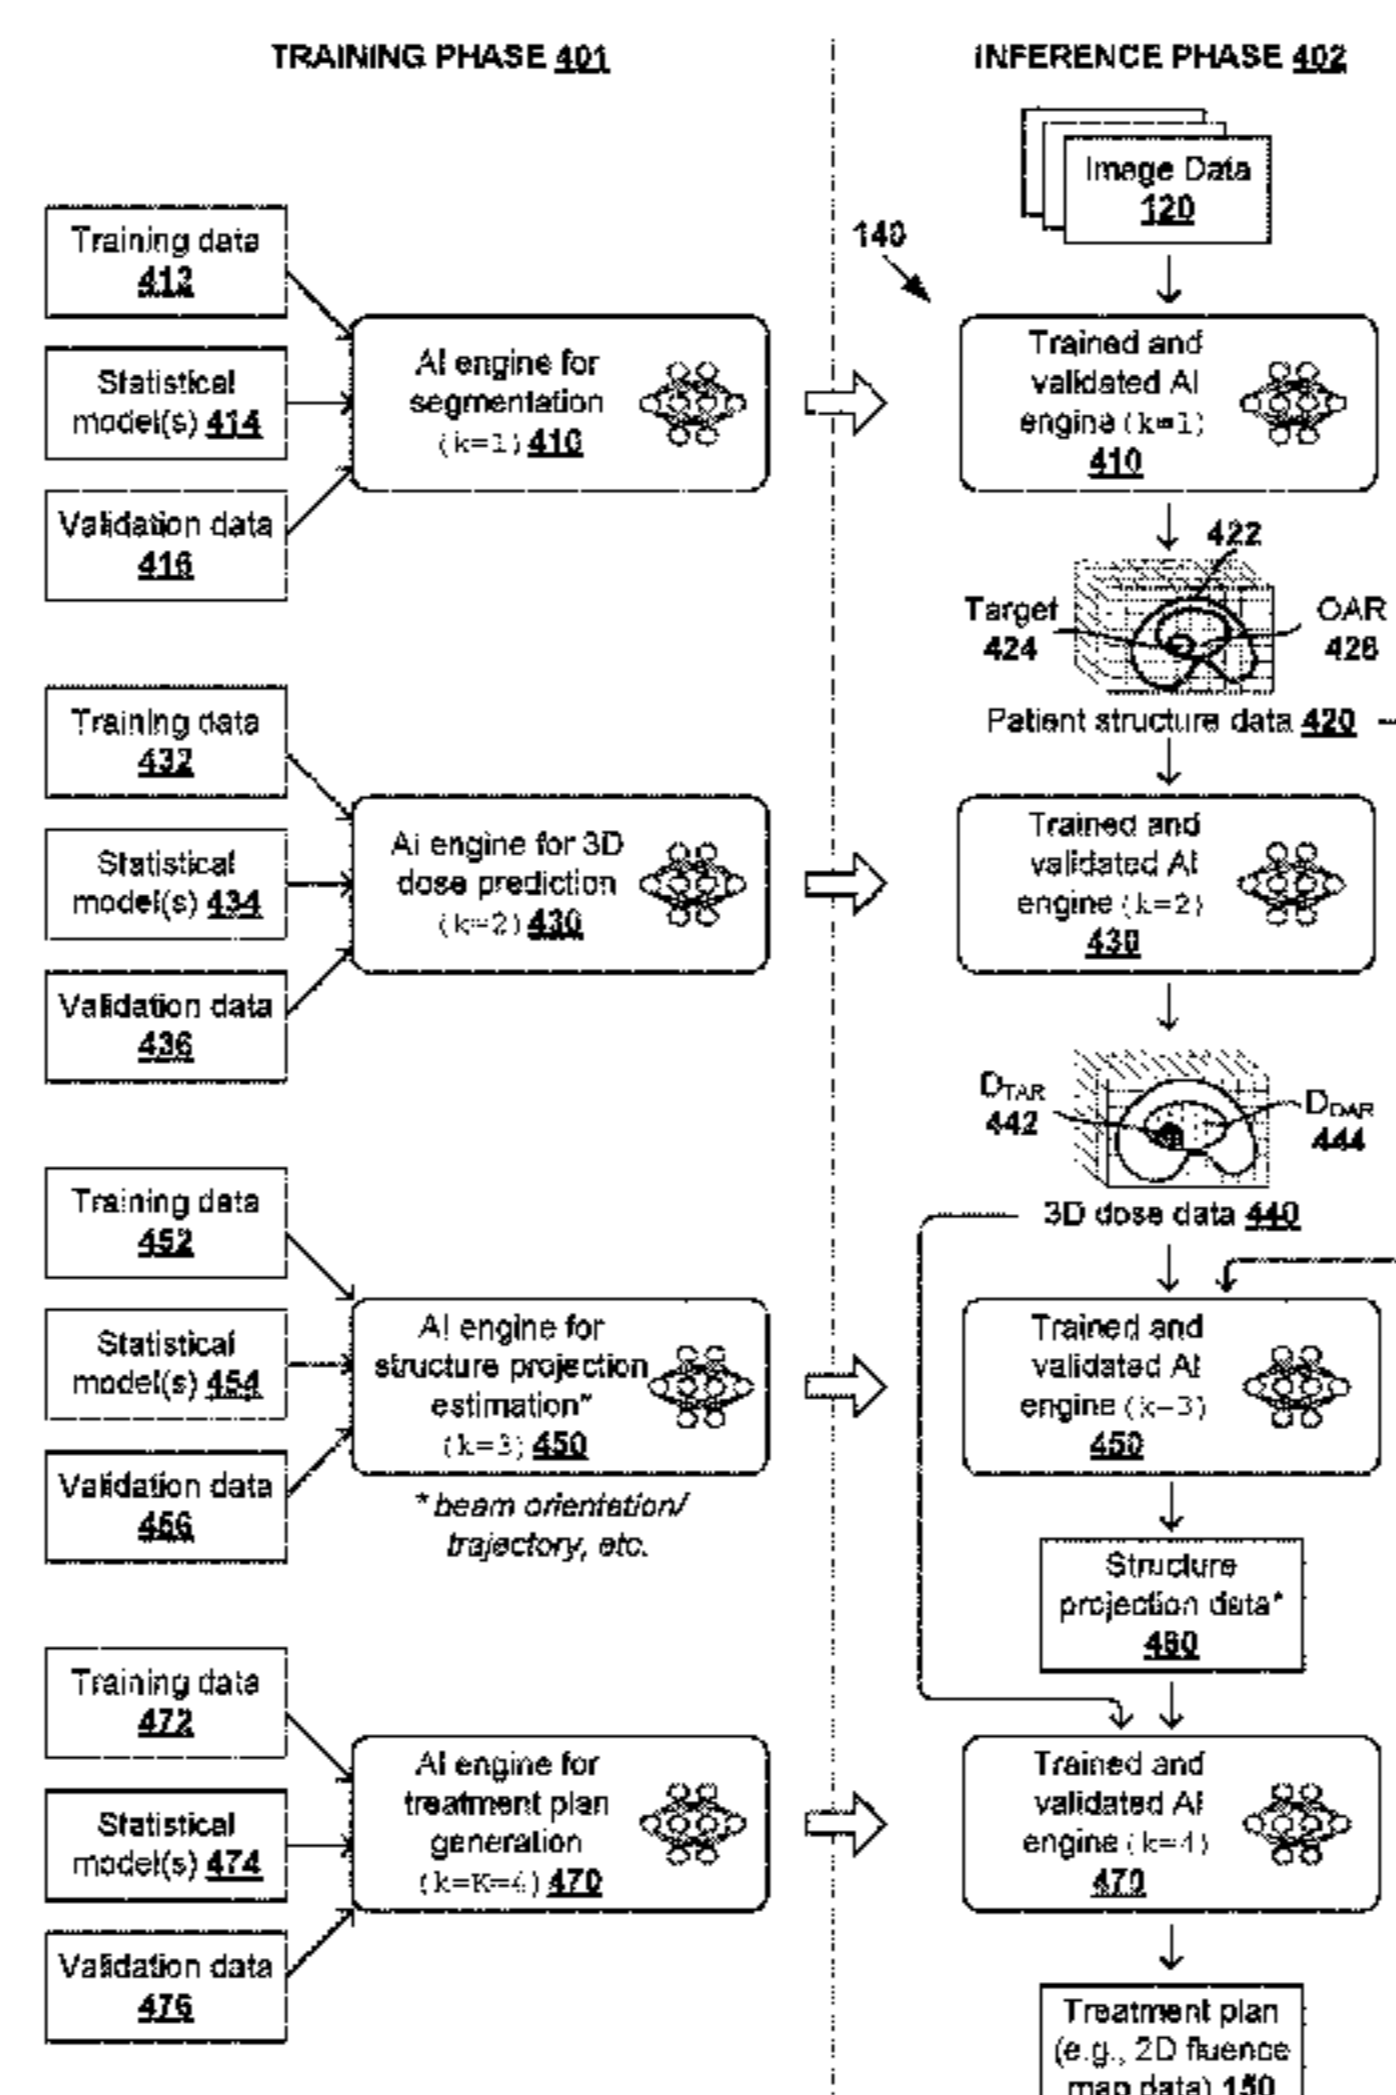 TRAINING PHASE 401
Training data
412
Statistical
model(s) 414
Validation data
416
AI engine for
segmentation
(k=1) 410
Training data
432
Statistical
model(s) 434
Validation data
436
Ai engine for 3D
dose prediction
(k=2) 430
Training data
452
Statistical
model(s) 454
Validation data
456
AI engine for
structure projection
estimation*
(k=3) 450
* beam orientation/
trajectory, etc.
Training data
472
Statistical
model(s) 474
Validation data
476
AI engine for
treatment plan
generation
(k=K=4) 470
INFERENCE PHASE 402
Image Data
120
140
Trained and
validated AI
engine (k=1)
410
422
Target
424
OAR
426
Patient structure data 420
Trained and
validated AI
engine (k=2)
430
DTAR
442
DOAR
444
3D dose data 440
Trained and
validated AI
engine (k=3)
450
Structure
projection data*
460
Trained and
validated AI
engine (k=4)
470
Treatment plan
(e.g., 2D fluence
map data) 150